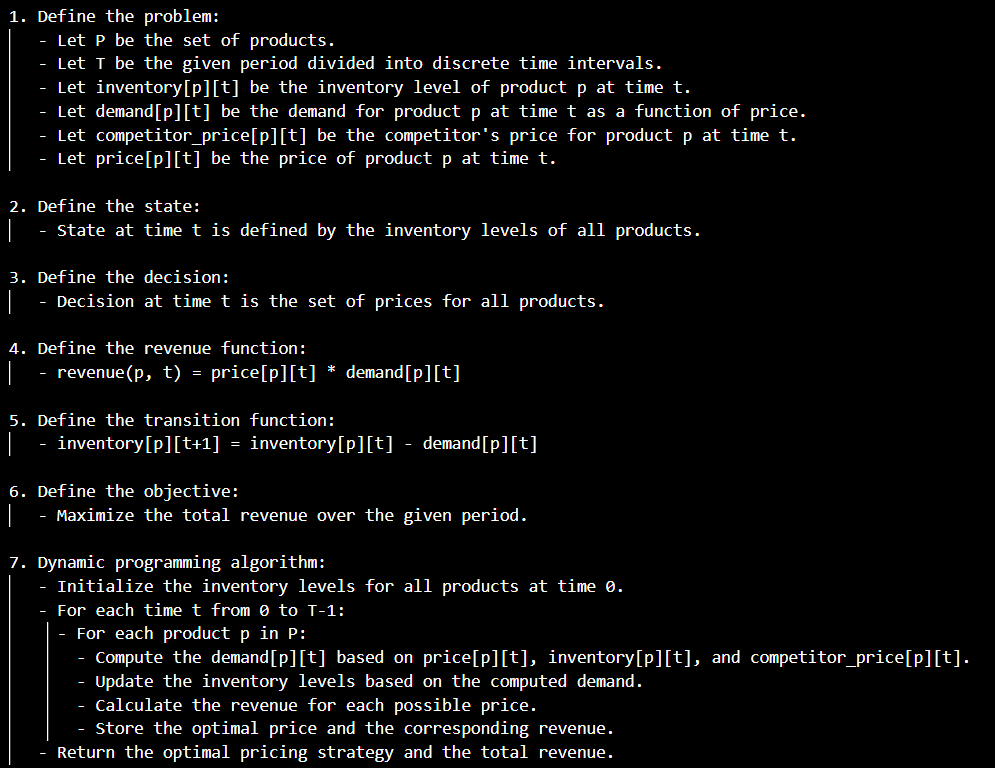 1. Define the problem:
- Let P be the set of products.
- Let T be the given period divided into discrete time intervals.
- Let inventory[p][t] be the inventory level of product p at time t.
- Let demand[p][t] be the demand for product p at time t as a function of price.
- Let competitor_price[p][t] be the competitor's price for product p at time t.
- Let price[p][t] be the price of product p at time t.
2. Define the state:
- State at time t is defined by the inventory levels of all products.
3. Define the decision:
- Decision at time t is the set of prices for all products.
4. Define the revenue function:
- revenue(p, t) = price[p][t] * demand[p][t]
5. Define the transition function:
- inventory[p][t+1] = inventory[p][t] - demand[p][t]
6. Define the objective:
- Maximize the total revenue over the given period.
7. Dynamic programming algorithm:
- Initialize the inventory levels for all products at time 0.
- For each time t from 0 to T-1:
- For each product p in P:
- Compute the demand[p][t] based on price[p][t], inventory[p][t], and competitor_price[p][t].
- Update the inventory levels based on the computed demand.
- Calculate the revenue for each possible price.
- Store the optimal price and the corresponding revenue.
- Return the optimal pricing strategy and the total revenue.